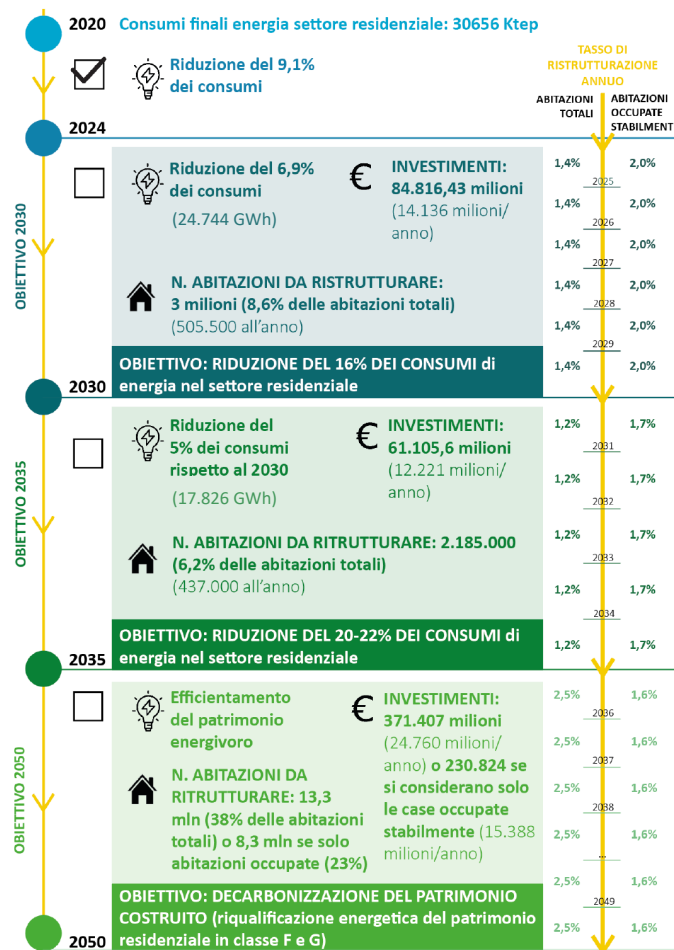 2020
Consumi finali energia settore residenziale: 30656 Ktep
Riduzione del 9,1%
dei consumi
TASSO DI
RISTRUTTURAZIONE
ANNUO
ABITAZIONI
TOTALI
ABITAZIONI
OCCUPATE
STABILMENT
2024
OBIETTIVO 2030
Riduzione del 6,9%
dei consumi
(24.744 GWh)
€
INVESTIMENTI:
84.816,43 milioni
(14.136 milioni/
anno)
N. ABITAZIONI DA RISTRUTTURARE:
3 milioni (8,6% delle abitazioni totali)
(505.500 all'anno)
OBIETTIVO: RIDUZIONE DEL 16% DEI CONSUMI di
energia nel settore residenziale
1,4% 2,0%
2025
1,4% 2,0%
2026
1,4% 2,0%
2027
1,4% 2,0%
2028
1,4% 2,0%
2029
1,4% 2,0%
2030
OBIETTIVO 2035
Riduzione del
5% dei consumi
rispetto al 2030
(17.826 GWh)
€
INVESTIMENTI:
61.105,6 milioni
(12.221 milioni/
anno)
N. ABITAZIONI DA RITRUTTURARE: 2.185.000
(6,2% delle abitazioni totali)
(437.000 all'anno)
OBIETTIVO: RIDUZIONE DEL 20-22% DEI CONSUMI di
energia nel settore residenziale
1,2% 1,7%
2031
1,2% 1,7%
2032
1,2% 1,7%
2033
1,2% 1,7%
2034
1,2% 1,7%
2035
OBIETTIVO 2050
Efficientamento
del patrimonio
energivoro
€
INVESTIMENTI:
371.407 milioni
(24.760 milioni/
anno) o 230.824 se
si considerano solo
le case occupate
stabilmente (15.388
milioni/anno)
N. ABITAZIONI DA
RITRUTTURARE: 13,3
mln (38% delle abitazioni
totali) o 8,3 mln se solo
abitazioni occupate (23%)
OBIETTIVO: DECARBONIZZAZIONE DEL PATRIMONIO
COSTRUITO (riqualificazione energetica del patrimonio
residenziale in classe F e G)
2,5% 1,6%
2036
2,5% 1,6%
2037
2,5% 1,6%
2038
2,5% 1,6%
...
2,5% 1,6%
2049
2,5% 1,6%
2050